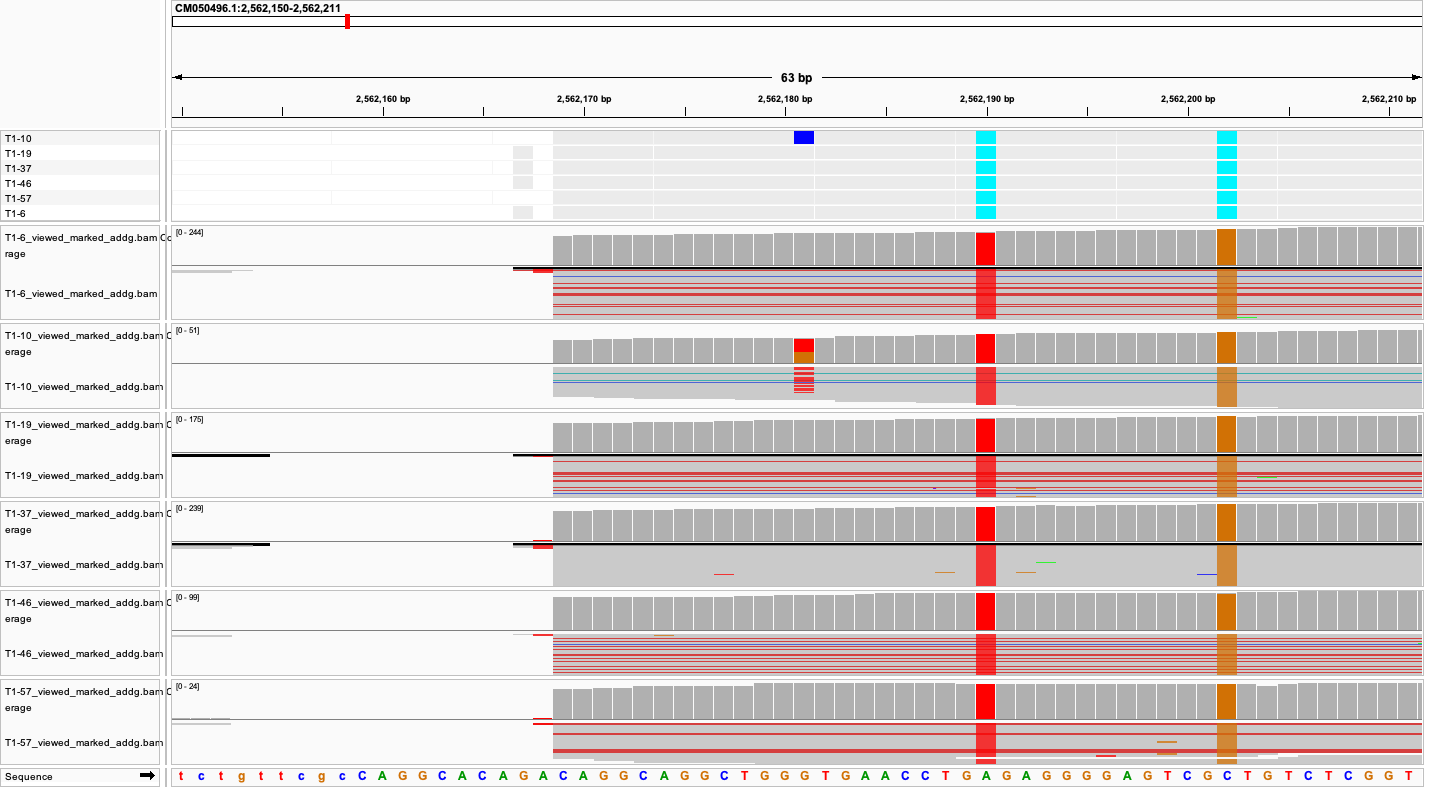 CM050496.1:2,562,150-2,562,211
63 bp
2,562,160 bp 2,562,170 bp 2,562,180 bp 2,562,190 bp 2,562,200 bp 2,562,210 bp
T1-10
T1-19
T1-37
T1-46
T1-57
T1-6
T1-6_viewed_marked_addg.bam Co
rage
[0 - 244]
T1-6_viewed_marked_addg.bam
T1-10_viewed_marked_addg.bam C
erage
[0 - 51]
T1-10_viewed_marked_addg.bam
T1-19_viewed_marked_addg.bam C
erage
[0 - 175]
T1-19_viewed_marked_addg.bam
T1-37_viewed_marked_addg.bam C
erage
[0 - 239]
T1-37_viewed_marked_addg.bam
T1-46_viewed_marked_addg.bam C
erage
[0 - 99]
T1-46_viewed_marked_addg.bam
T1-57_viewed_marked_addg.bam C
erage
[0 - 24]
T1-57_viewed_marked_addg.bam
Sequence t c t g t t c g c C A G G C A C A G A C A G G C A G G C T G G G T G A A C C T G A G A G G G G A G T C G C T G T C T C G G T